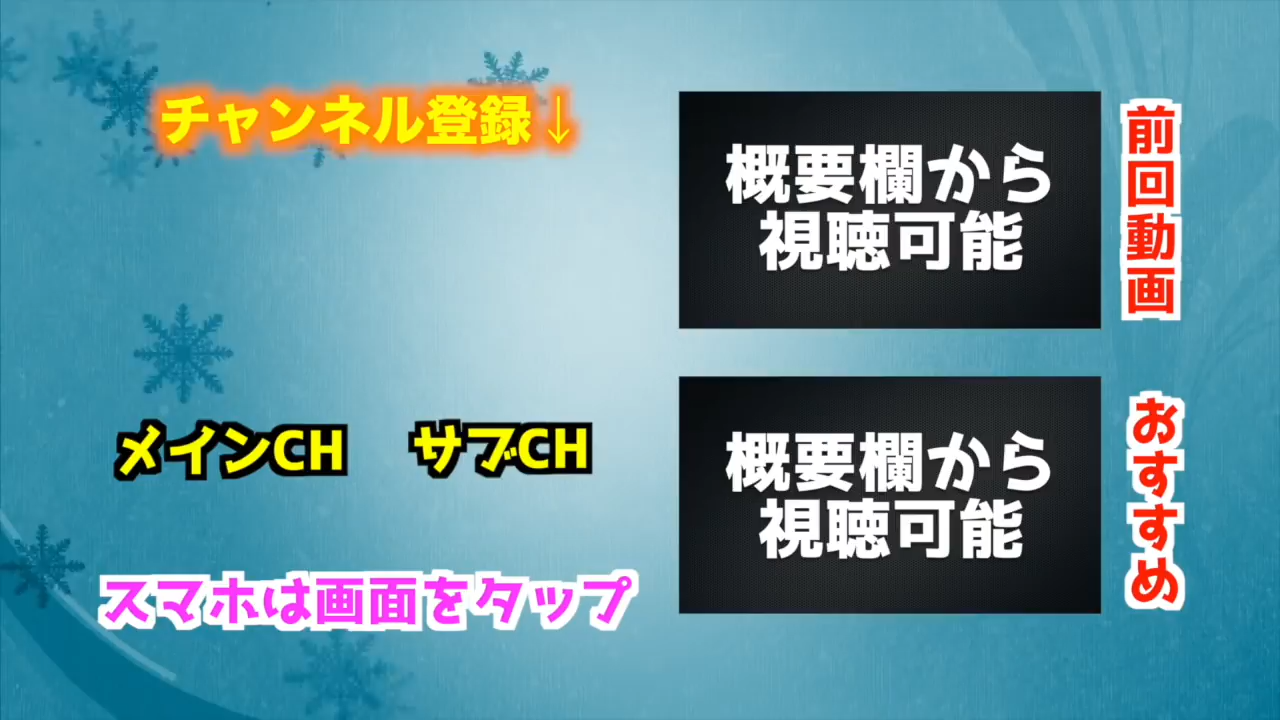 チャンネル登録↓
メインCH
サブCH
スマホは画面をタップ
概要欄から
視聴可能
前回動画
概要欄から
視聴可能
おすすめ